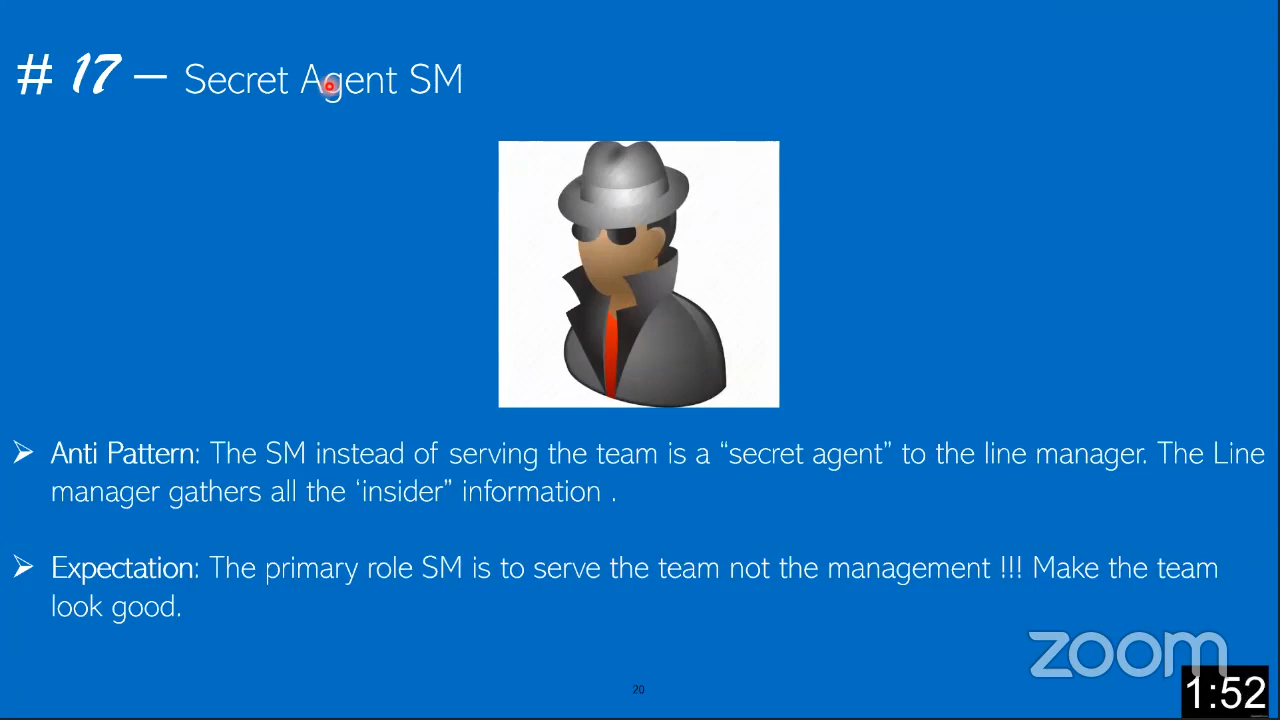 # 17 – Secret Agent SM
➢ Anti Pattern: The SM instead of serving the team is a “secret agent” to the line manager. The Line
manager gathers all the ‘insider” information .
➢ Expectation: The primary role SM is to serve the team not the management !!! Make the team
look good.
zoom
20
1:52